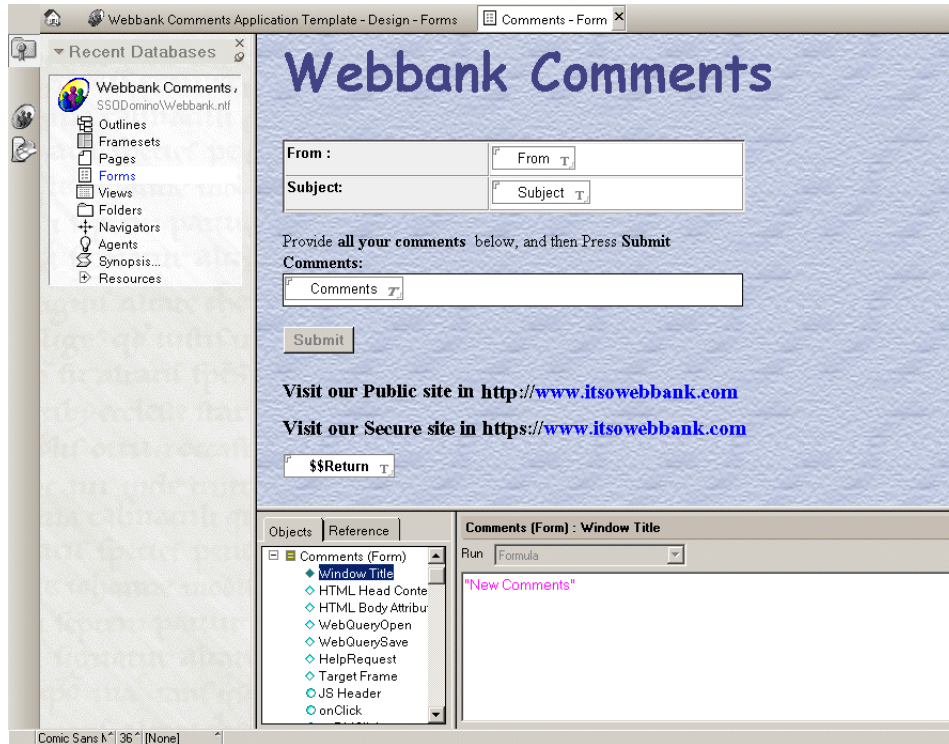 Webbank Comments Application Template - Design - Forms
Comments - Form
Recent Databases
Webbank Comments
SSODomino\Webbank.ntf
Outlines
Framesets
Pages
Forms
Views
Folders
Navigators
Agents
Synopsis...
Resources
Webbank Comments
From :
From T
Subject:
Subject T
Provide all your comments below, and then Press Submit
Comments:
Comments T
Submit
Visit our Public site in http://www.itsowebbank.com
Visit our Secure site in https://www.itsowebbank.com
$$Return T
Objects Reference
Comments (Form)
Window Title
HTML Head Conte
HTML Body Attribu
WebQueryOpen
WebQuerySave
HelpRequest
Target Frame
JS Header
onClick
Comments (Form) : Window Title
Run Formula
"New Comments"
Comic Sans 36 [None]